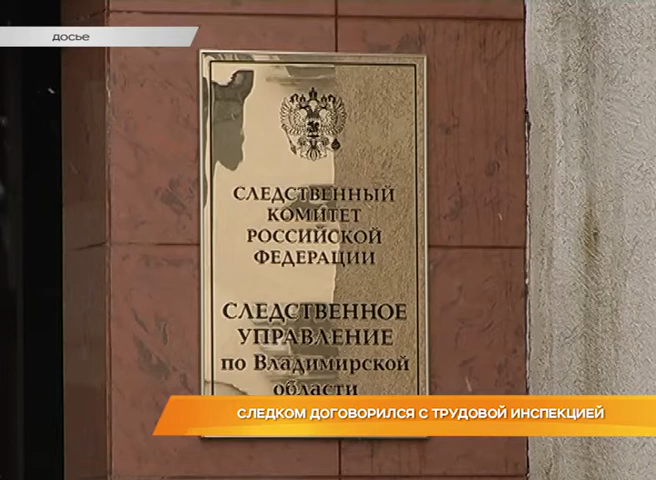 ДОСЬЕ
СЛЕДСТВЕННЫЙ
КОМИТЕТ
РОССИЙСКОЙ
ФЕДЕРАЦИИ
СЛЕДСТВЕННОЕ
УПРАВЛЕНИЕ
по Владимирской
области
СЛЕДКОМ ДОГОВОРИЛСЯ С ТРУДОВОЙ ИНСПЕКЦИЕЙ